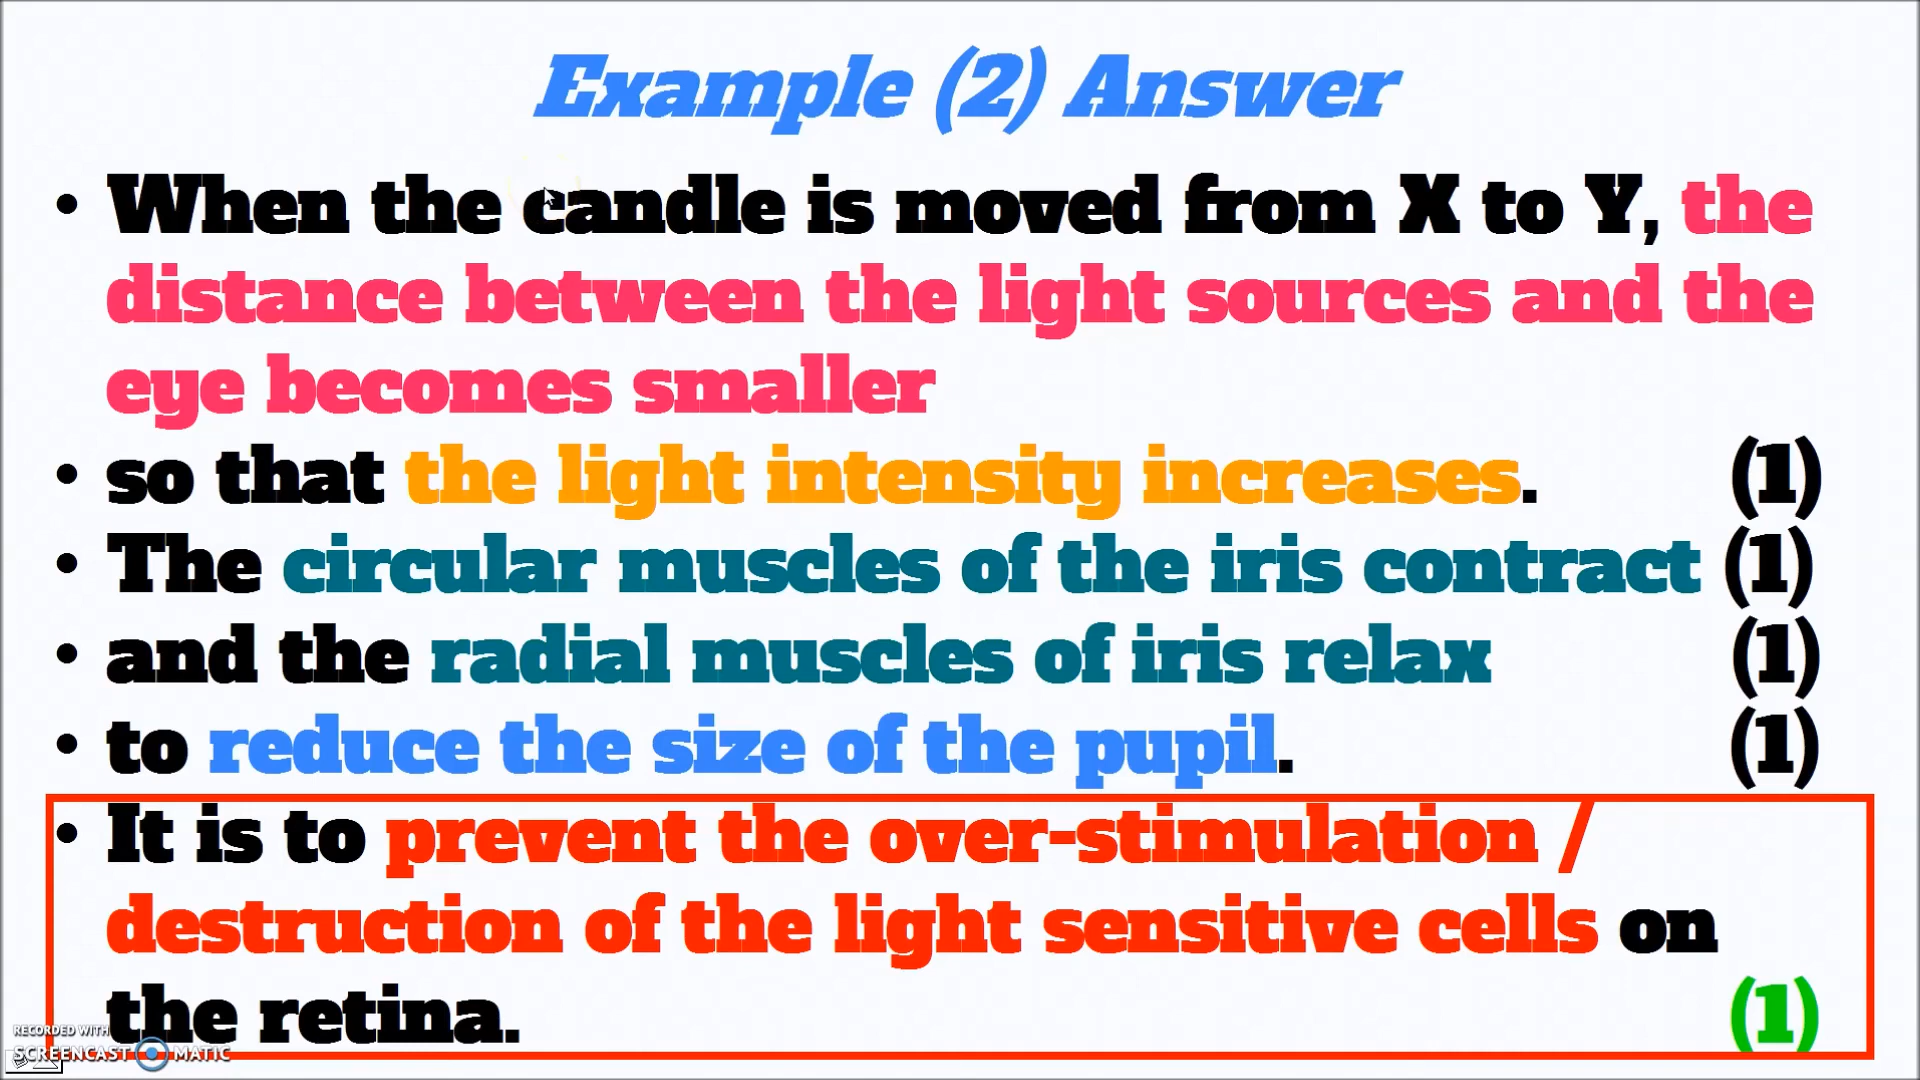 Example (2) Answer
• When the candle is moved from X to Y, the
distance between the light sources and the
eye becomes smaller
• so that the light intensity increases. (1)
• The circular muscles of the iris contract (1)
• and the radial muscles of iris relax (1)
• to reduce the size of the pupil. (1)
• It is to prevent the over-stimulation /
destruction of the light sensitive cells on
the retina. (1)
RECORDED WITH
SCREENCAST MATIC